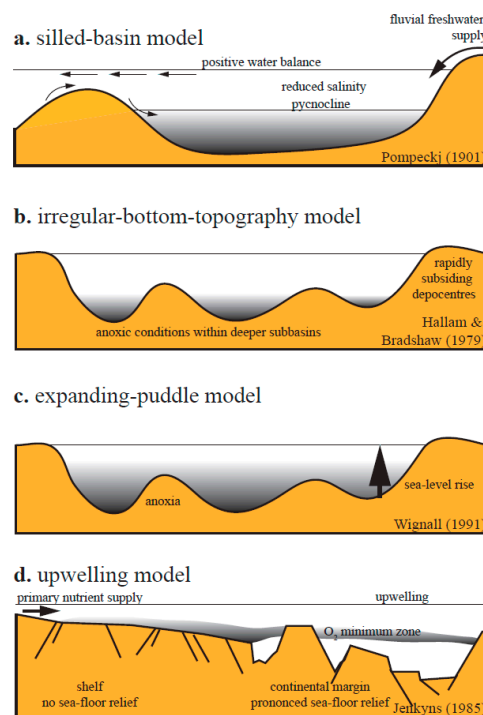 a. silled-basin model
fluvial freshwater
supply
positive water balance
reduced salinity
pycnocline
Pompeckj (1901)
b. irregular-bottom-topography model
rapidly
subsiding
depocentres
anoxic conditions within deeper subbasins
Hallam &
Bradshaw (1979)
c. expanding-puddle model
anoxia
sea-level rise
Wignall (1991)
d. upwelling model
primary nutrient supply
upwelling
O₂ minimum zone
shelf
no sea-floor relief
continental margin
prononced sea-floor relief
Jenkyns (1985)